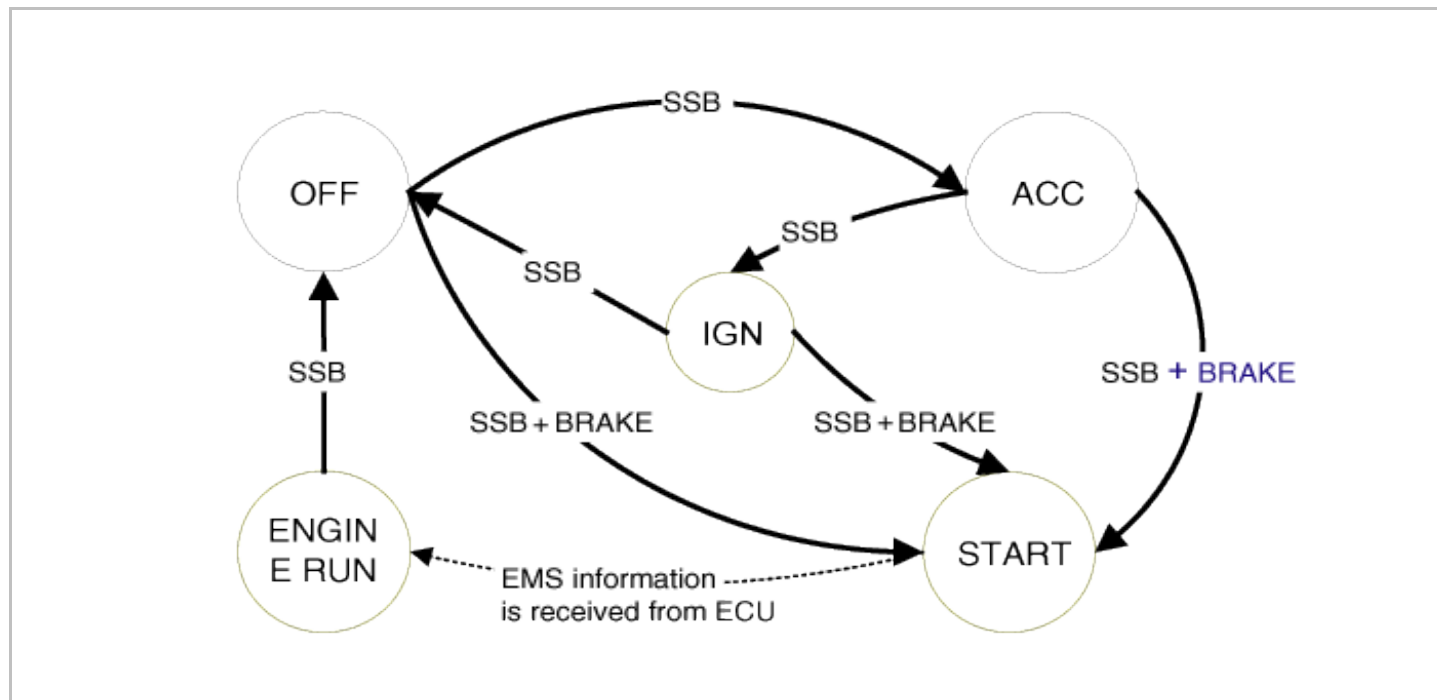 SSB
OFF
ACC
SSB
SSB
IGN
SSB
SSB + BRAKE
SSB + BRAKE
SSB + BRAKE
ENGIN
E RUN
START
EMS information
is received from ECU